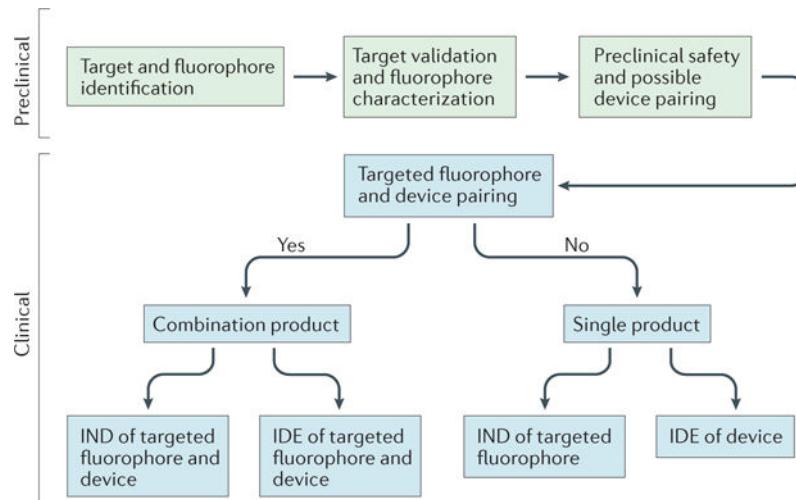 Preclinical
Target and fluorophore
identification
Target validation
and fluorophore
characterization
Preclinical safety
and possible
device pairing
Clinical
Targeted fluorophore
and device pairing
Yes
No
Combination product
Single product
IND of targeted
fluorophore and
device
IDE of targeted
fluorophore and
device
IND of targeted
fluorophore
IDE of device